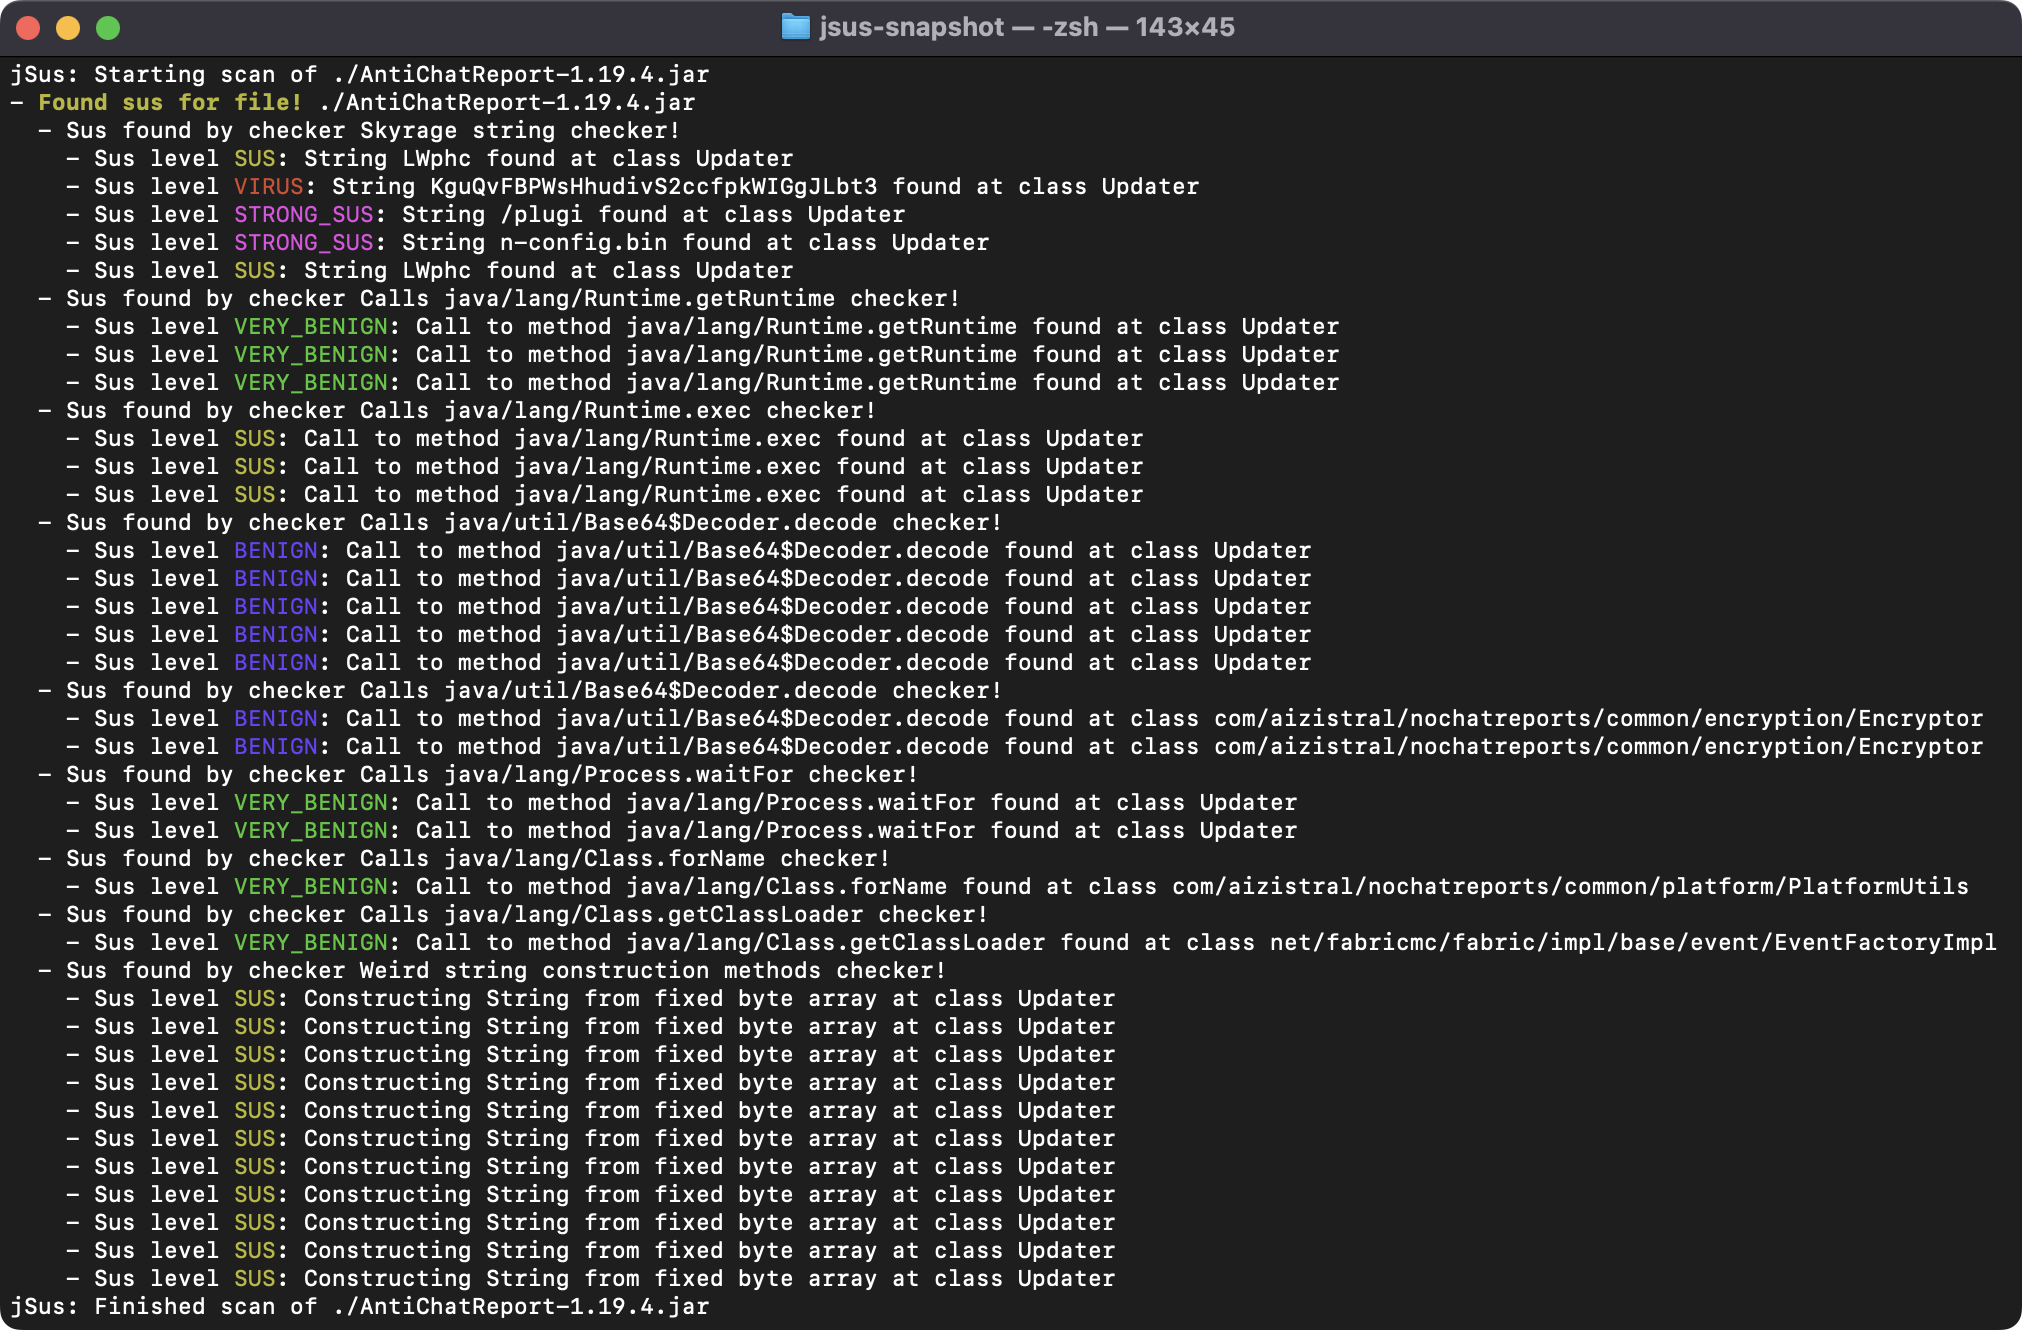 jsus-snapshot — -zsh — 143×45
jSus: Starting scan of ./AntiChatReport-1.19.4.jar
- Found sus for file! ./AntiChatReport-1.19.4.jar
  - Sus found by checker Skyrage string checker!
    - Sus level SUS: String LWphc found at class Updater
    - Sus level VIRUS: String KguQvFBPWsHhudivS2ccfpkWIGgJLbt3 found at class Updater
    - Sus level STRONG_SUS: String /plugi found at class Updater
    - Sus level STRONG_SUS: String n-config.bin found at class Updater
    - Sus level SUS: String LWphc found at class Updater
  - Sus found by checker Calls java/lang/Runtime.getRuntime checker!
    - Sus level VERY_BENIGN: Call to method java/lang/Runtime.getRuntime found at class Updater
    - Sus level VERY_BENIGN: Call to method java/lang/Runtime.getRuntime found at class Updater
    - Sus level VERY_BENIGN: Call to method java/lang/Runtime.getRuntime found at class Updater
  - Sus found by checker Calls java/lang/Runtime.exec checker!
    - Sus level SUS: Call to method java/lang/Runtime.exec found at class Updater
    - Sus level SUS: Call to method java/lang/Runtime.exec found at class Updater
    - Sus level SUS: Call to method java/lang/Runtime.exec found at class Updater
  - Sus found by checker Calls java/util/Base64$Decoder.decode checker!
    - Sus level BENIGN: Call to method java/util/Base64$Decoder.decode found at class Updater
    - Sus level BENIGN: Call to method java/util/Base64$Decoder.decode found at class Updater
    - Sus level BENIGN: Call to method java/util/Base64$Decoder.decode found at class Updater
    - Sus level BENIGN: Call to method java/util/Base64$Decoder.decode found at class Updater
    - Sus level BENIGN: Call to method java/util/Base64$Decoder.decode found at class Updater
  - Sus found by checker Calls java/util/Base64$Decoder.decode checker!
    - Sus level BENIGN: Call to method java/util/Base64$Decoder.decode found at class com/aizistral/nochatreports/common/encryption/Encryptor
    - Sus level BENIGN: Call to method java/util/Base64$Decoder.decode found at class com/aizistral/nochatreports/common/encryption/Encryptor
  - Sus found by checker Calls java/lang/Process.waitFor checker!
    - Sus level VERY_BENIGN: Call to method java/lang/Process.waitFor found at class Updater
    - Sus level VERY_BENIGN: Call to method java/lang/Process.waitFor found at class Updater
  - Sus found by checker Calls java/lang/Class.forName checker!
    - Sus level VERY_BENIGN: Call to method java/lang/Class.forName found at class com/aizistral/nochatreports/common/platform/PlatformUtils
  - Sus found by checker Calls java/lang/Class.getClassLoader checker!
    - Sus level VERY_BENIGN: Call to method java/lang/Class.getClassLoader found at class net/fabricmc/fabric/impl/base/event/EventFactoryImpl
  - Sus found by checker Weird string construction methods checker!
    - Sus level SUS: Constructing String from fixed byte array at class Updater
    - Sus level SUS: Constructing String from fixed byte array at class Updater
    - Sus level SUS: Constructing String from fixed byte array at class Updater
    - Sus level SUS: Constructing String from fixed byte array at class Updater
    - Sus level SUS: Constructing String from fixed byte array at class Updater
    - Sus level SUS: Constructing String from fixed byte array at class Updater
    - Sus level SUS: Constructing String from fixed byte array at class Updater
    - Sus level SUS: Constructing String from fixed byte array at class Updater
    - Sus level SUS: Constructing String from fixed byte array at class Updater
    - Sus level SUS: Constructing String from fixed byte array at class Updater
    - Sus level SUS: Constructing String from fixed byte array at class Updater
jSus: Finished scan of ./AntiChatReport-1.19.4.jar